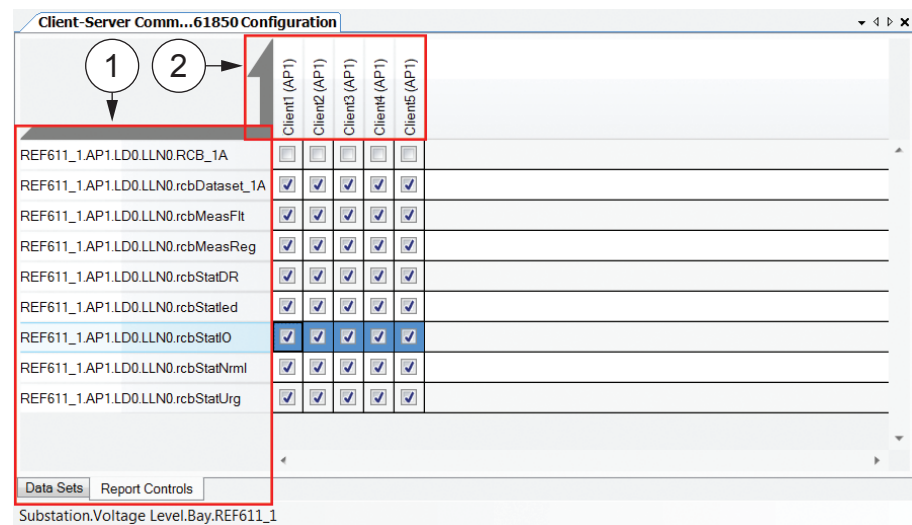 Client-Server Comm...61850 Configuration
1
2
Client1 (AP1)
Client2 (AP1)
Client3 (AP1)
Client4 (AP1)
Client5 (AP1)
REF611_1.AP1.LD0.LLN0.RCB_1A
REF611_1.AP1.LD0.LLN0.rcbDataset_1A
REF611_1.AP1.LD0.LLN0.rcbMeasFlt
REF611_1.AP1.LD0.LLN0.rcbMeasReg
REF611_1.AP1.LD0.LLN0.rcbStatDR
REF611_1.AP1.LD0.LLN0.rcbStatled
REF611_1.AP1.LD0.LLN0.rcbStatIO
REF611_1.AP1.LD0.LLN0.rcbStatNrml
REF611_1.AP1.LD0.LLN0.rcbStatUrg
Data Sets Report Controls
Substation.Voltage Level.Bay.REF611_1